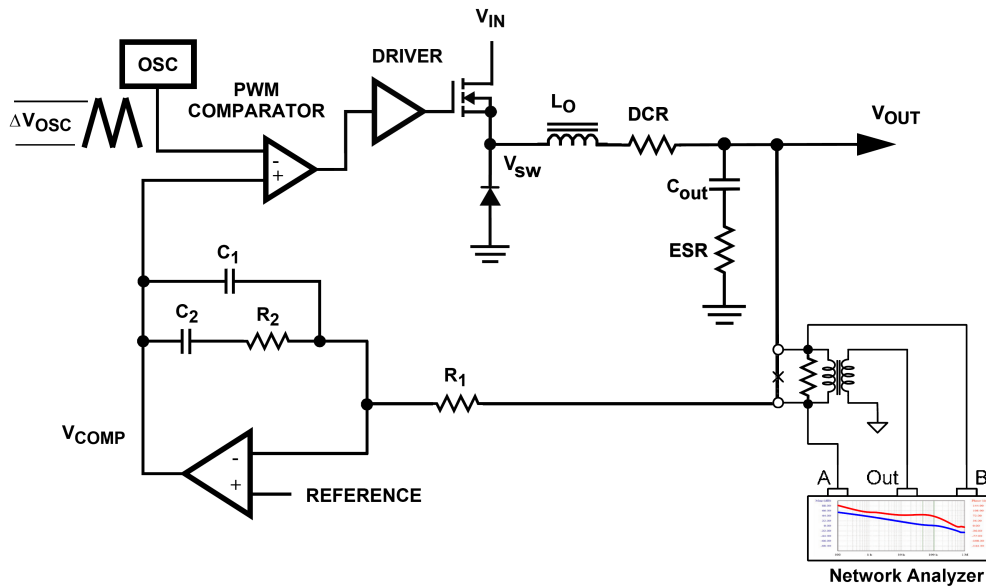 V_IN
OSC
DRIVER
PWM
COMPARATOR
ΔV_OSC
L_O
DCR
V_OUT
-
+
V_sw
C_out
ESR
C_1
C_2
R_2
R_1
V_COMP
-
+
REFERENCE
A
Out
B
Network Analyzer